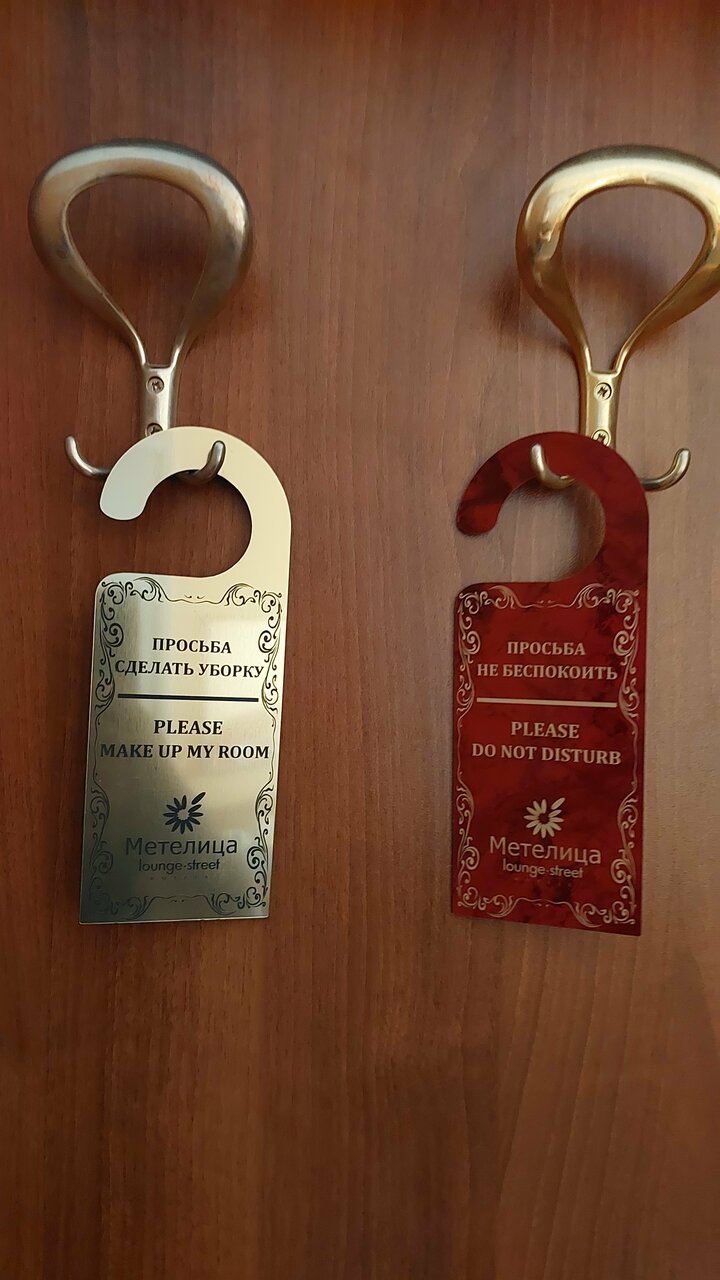 ПРОСЬБА
СДЕЛАТЬ УБОРКУ
PLEASE
MAKE UP MY ROOM
Метелица
lounge-street
ПРОСЬБА
НЕ БЕСПОКОИТЬ
PLEASE
DO NOT DISTURB
Метелица
lounge-street